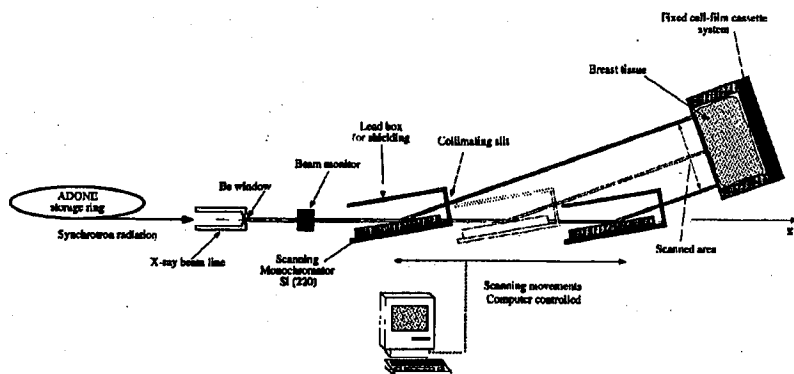 Fixed cell-film cassette
system
Breast tissue
Lead box
for shielding
Collimating slit
Beam monitor
Be window
ADONE
storage ring
Synchrotron radiation
X-ray beam line
Scanning
Monochromator
Si (220)
Scanned area
x
Scanning movements
Computer controlled